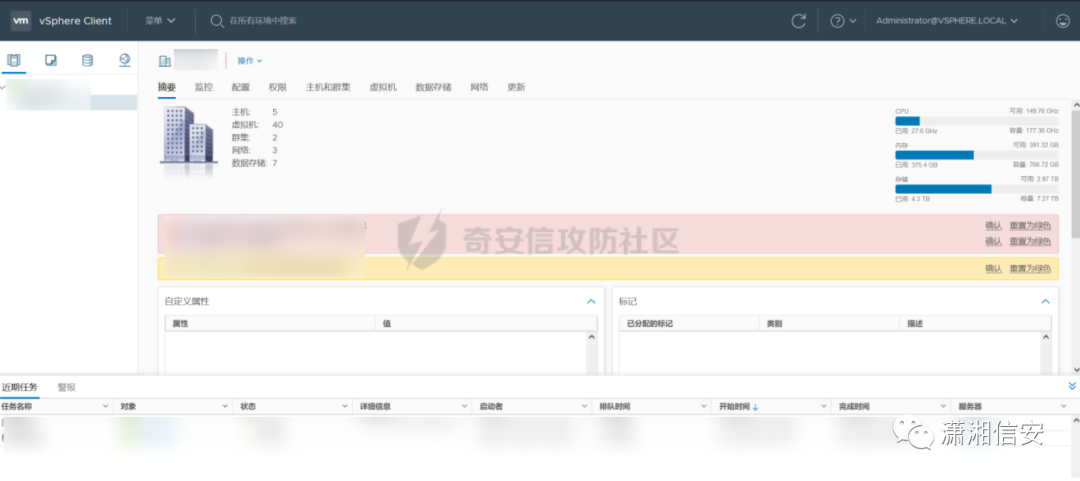 vm vSphere Client 菜单 在所有环境中搜索 Administrator@VSPHERE.LOCAL
操作
摘要 监控 配置 权限 主机和群集 虚拟机 数据存储 网络 更新
主机: 5
虚拟机: 40
群集: 2
网络: 3
数据存储: 7
CPU 可用: 149.76 GHz
已用: 27.6 GHz 容量: 177.36 GHz
内存 可用: 391.32 GB
已用: 375.4 GB 容量: 766.72 GB
存储 可用: 2.97 TB
已用: 4.3 TB 容量: 7.27 TB
确认 重置为绿色
确认 重置为绿色
确认 重置为绿色
奇安信攻防社区
自定义属性
属性 值
标记
已分配的标记 类别 描述
近期任务 警报
任务名称 对象 状态 详细信息 启动者 排队时间 开始时间 完成时间 服务器
潇湘信安